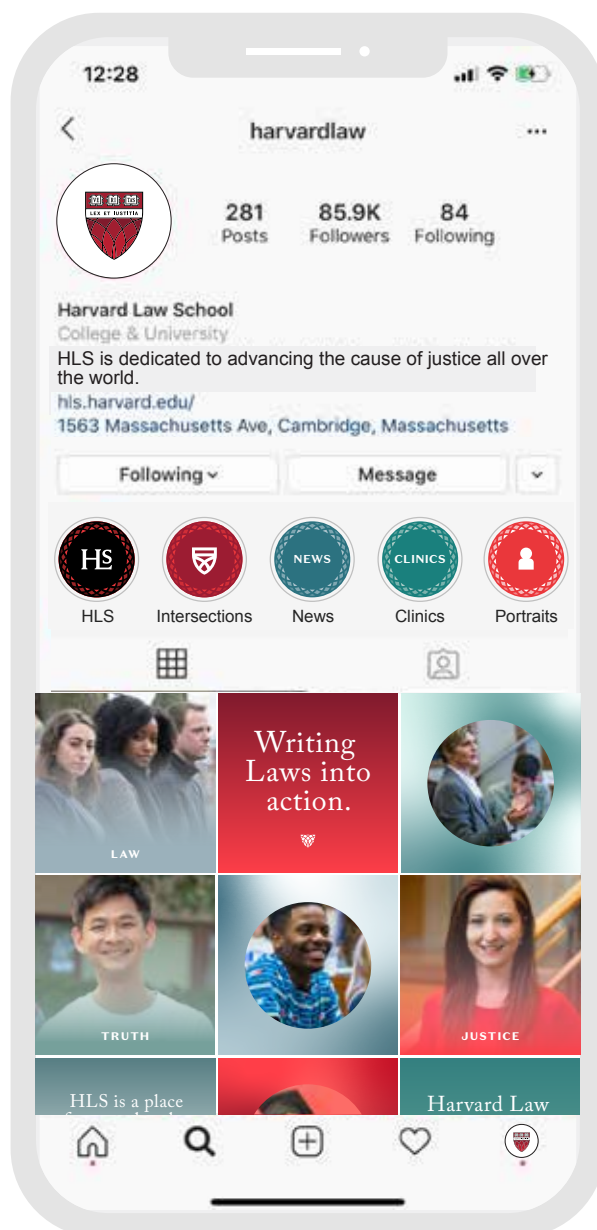 12:28
harvardlaw
LEX ET IUSTITIA
281 85.9K 84
Posts Followers Following
Harvard Law School
College & University
HLS is dedicated to advancing the cause of justice all over
the world.
hls.harvard.edu/
1563 Massachusetts Ave, Cambridge, Massachusetts
Following Message
HLS NEWS CLINICS
HLS Intersections News Clinics Portraits
Writing
Laws into
action.
LAW
TRUTH
JUSTICE
HLS is a place
Harvard Law